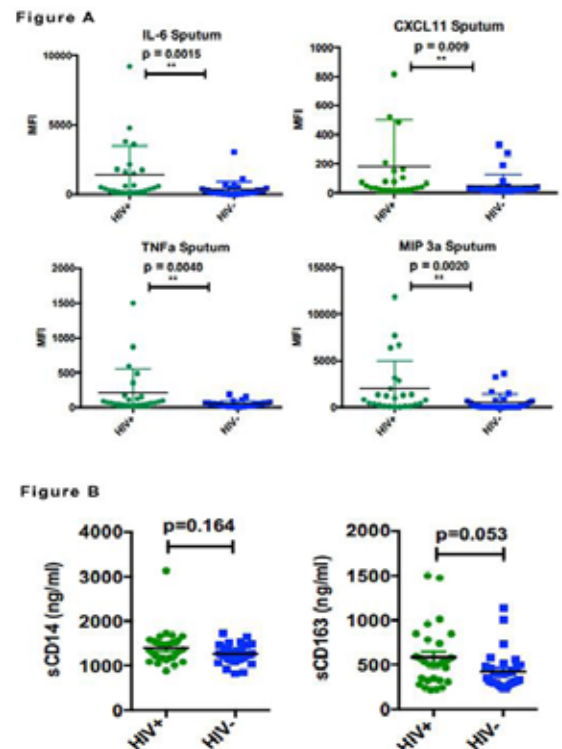 Figure A
IL-6 Sputum
p = 0.0015
**
MFI
10000
5000
0
HIV+
HIV-
CXCL11 Sputum
p = 0.009
**
MFI
1000
800
600
400
200
0
HIV+
HIV-
TNFa Sputum
p = 0.0040
**
MFI
2000
1500
1000
500
0
HIV+
HIV-
MIP 3a Sputum
p = 0.0020
**
MFI
15000
10000
5000
0
HIV+
HIV-
Figure B
p=0.164
sCD14 (ng/ml)
4000
3000
2000
1000
0
HIV+
HIV-
p=0.053
sCD163 (ng/ml)
2000
1500
1000
500
0
HIV+
HIV-